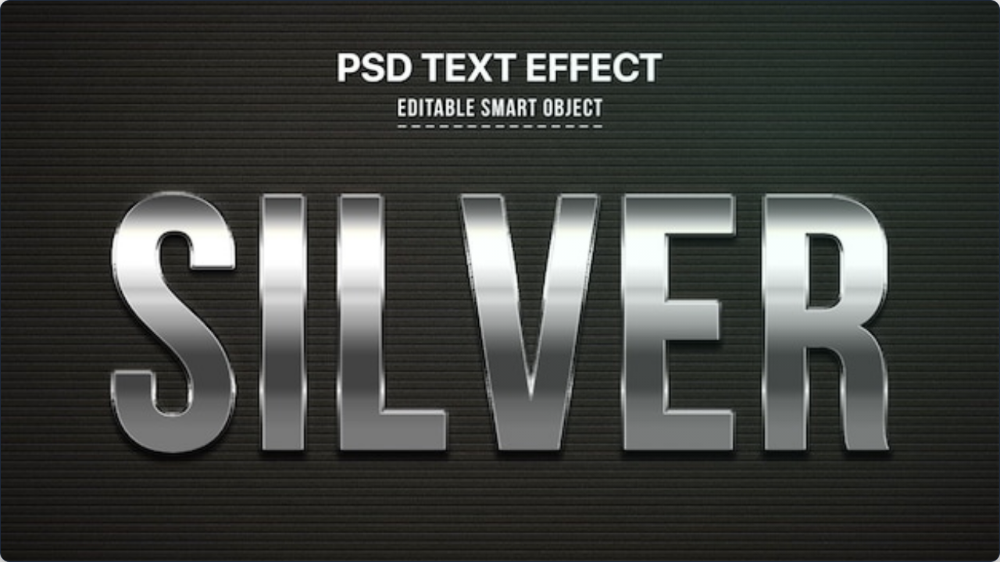 PSD TEXT EFFECT
EDITABLE SMART OBJECT
SILVER